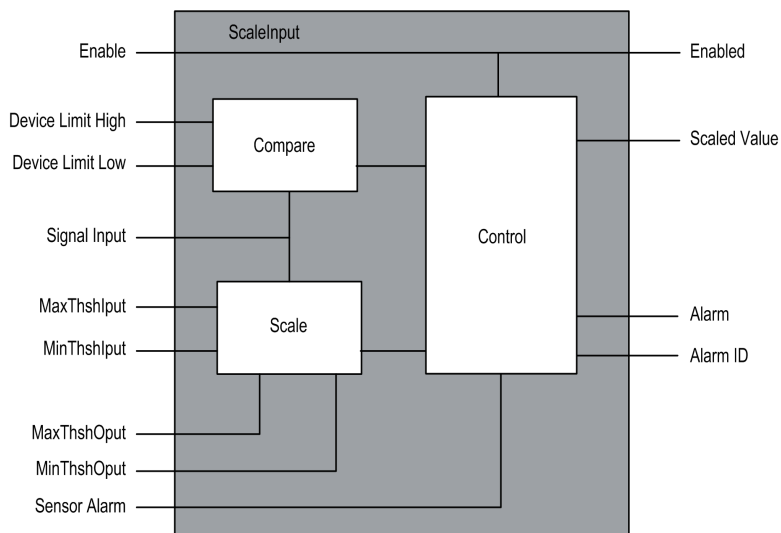 ScaleInput
Enable
Enabled
Device Limit High
Device Limit Low
Compare
Scaled Value
Signal Input
Control
MaxThshIput
MinThshIput
Scale
Alarm
Alarm ID
MaxThshOput
MinThshOput
Sensor Alarm